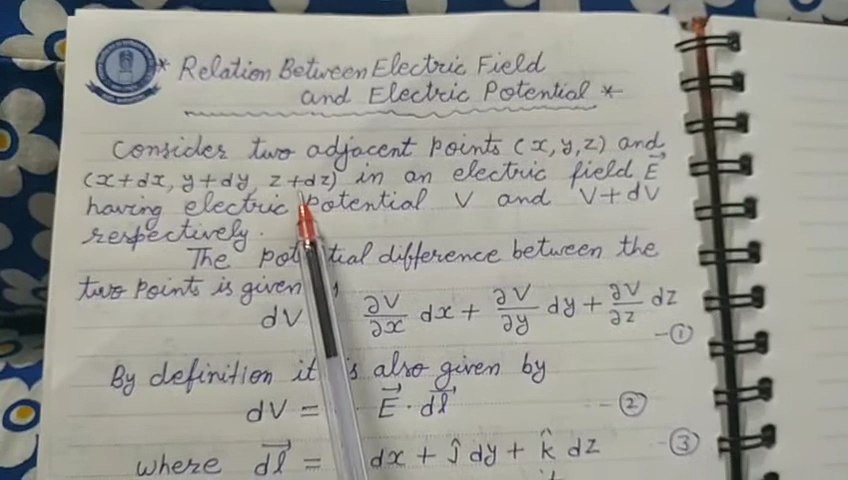 * Relation Between Electric Field
and Electric Potential *
Consider two adjacent points (x, y, z) and
(x+dx, y+dy, z+dz) in an electric field E⃗
having electric potential V and V+dV
respectively.
The potential difference between the
two points is given
dV ∂V/∂x dx + ∂V/∂y dy + ∂V/∂z dz -①
By definition it is also given by
dV = E⃗ · dl⃗ -②
where dl⃗ = dx + ĵ dy + k̂ dz -③